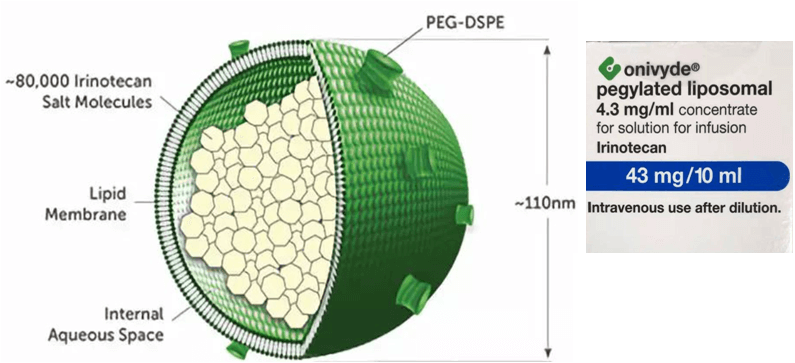 PEG-DSPE
~80,000 Irinotecan
Salt Molecules
Lipid
Membrane
~110nm
Internal
Aqueous Space
onivyde®
pegylated liposomal
4.3 mg/ml concentrate
for solution for infusion
Irinotecan
43 mg/10 ml
Intravenous use after dilution.